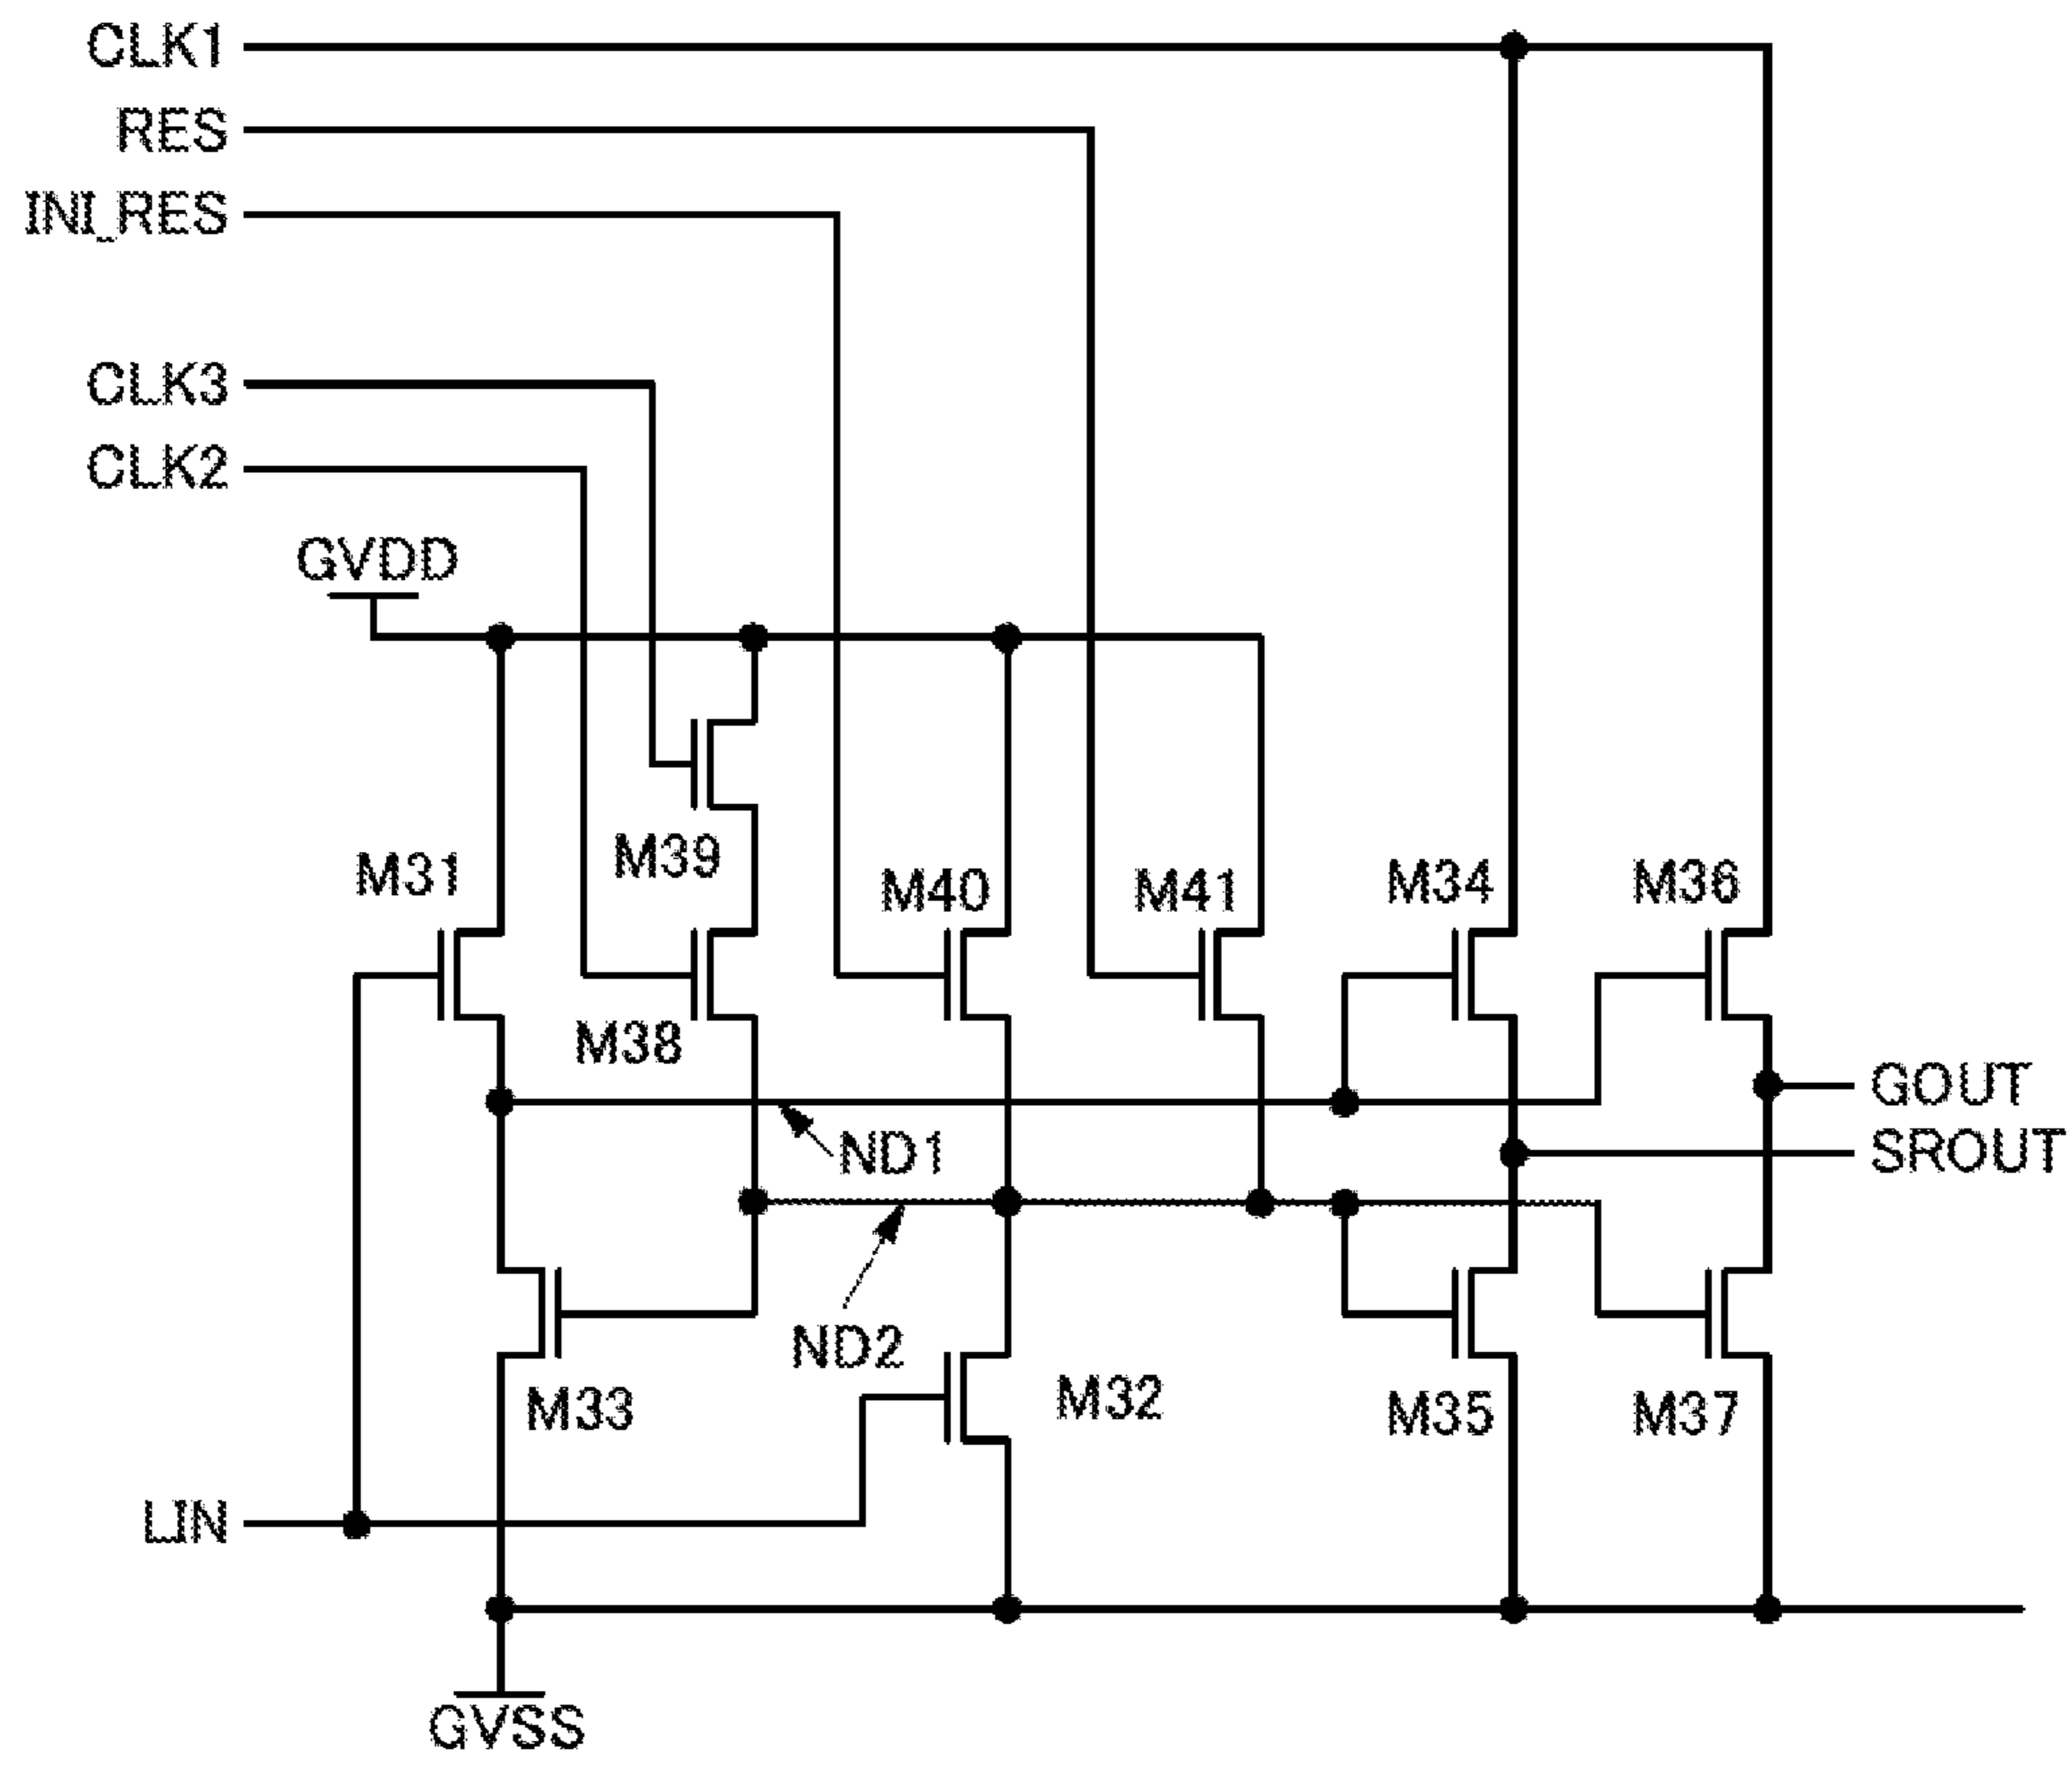 CLK1
RES
INI_RES
CLK3
CLK2
GVDD
M39
M31
M40
M41
M34
M36
M38
GOUT
ND1
SROUT
ND2
M33
M32
M35
M37
LIN
GVSS